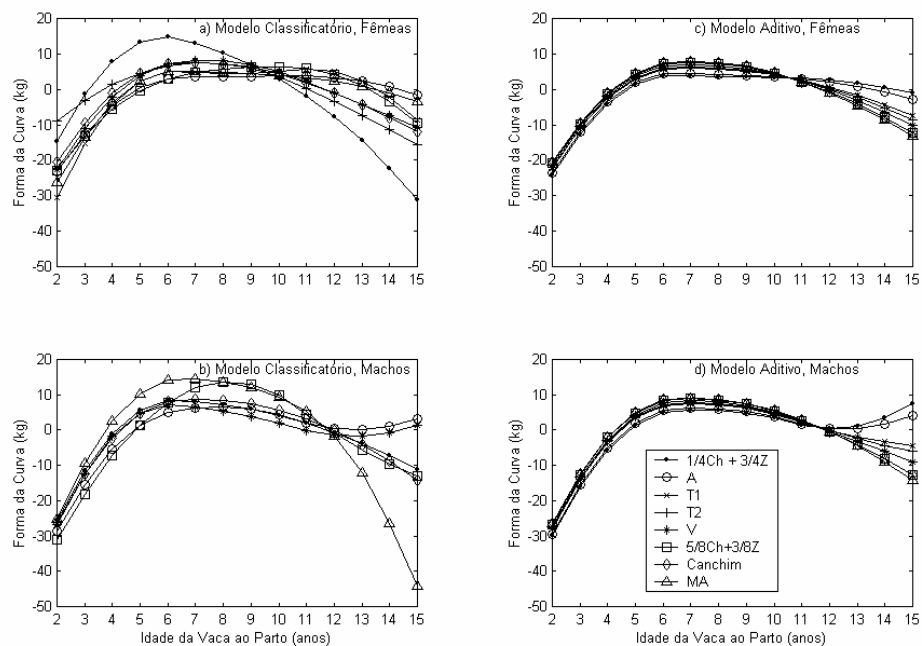 a) Modelo Classificatório, Fêmeas
Forma da Curva (kg)
20
10
0
-10
-20
-30
-40
-50
2 3 4 5 6 7 8 9 10 11 12 13 14 15
c) Modelo Aditivo, Fêmeas
Forma da Curva (kg)
20
10
0
-10
-20
-30
-40
-50
2 3 4 5 6 7 8 9 10 11 12 13 14 15
b) Modelo Classificatório, Machos
Forma da Curva (kg)
20
10
0
-10
-20
-30
-40
-50
2 3 4 5 6 7 8 9 10 11 12 13 14 15
Idade da Vaca ao Parto (anos)
d) Modelo Aditivo, Machos
Forma da Curva (kg)
20
10
0
-10
-20
-30
-40
-50
1/4Ch + 3/4Z
A
T1
T2
V
5/8Ch+3/8Z
Canchim
MA
2 3 4 5 6 7 8 9 10 11 12 13 14 15
Idade da Vaca ao Parto (anos)